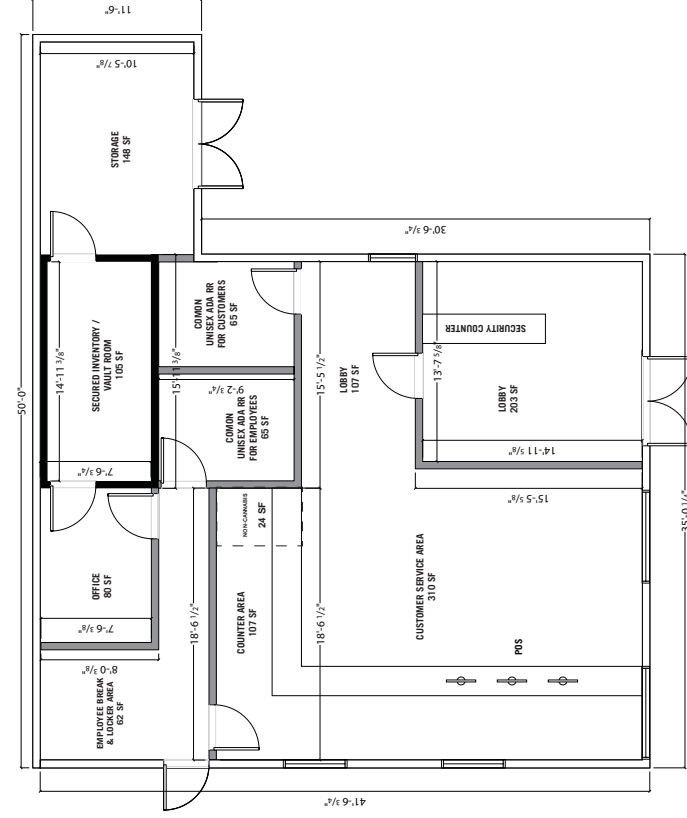 11'-6"
10'-5 7/8"
STORAGE
148 SF
30'-6 3/4"
50'-0"
14'-11 3/8"
SECURED INVENTORY /
VAULT ROOM
105 SF
7'-6 3/4"
15'-11 3/8"
COMON
UNISEX ADA RR
FOR CUSTOMERS
65 SF
9'-2 3/4"
COMON
UNISEX ADA RR
FOR EMPLOYEES
65 SF
15'-5 1/2"
LOBBY
107 SF
13'-7 5/8"
SECURITY COUNTER
LOBBY
203 SF
14'-11 5/8"
15'-5 5/8"
NON-CANNABIS
24 SF
OFFICE
80 SF
7'-6 3/8"
8'-0 3/8"
EMPLOYEE BREAK
& LOCKER AREA
62 SF
18'-6 1/2"
COUNTER AREA
107 SF
18'-6 1/2"
CUSTOMER SERVICE AREA
310 SF
POS
35'-0 1/4"
41'-6 3/4"